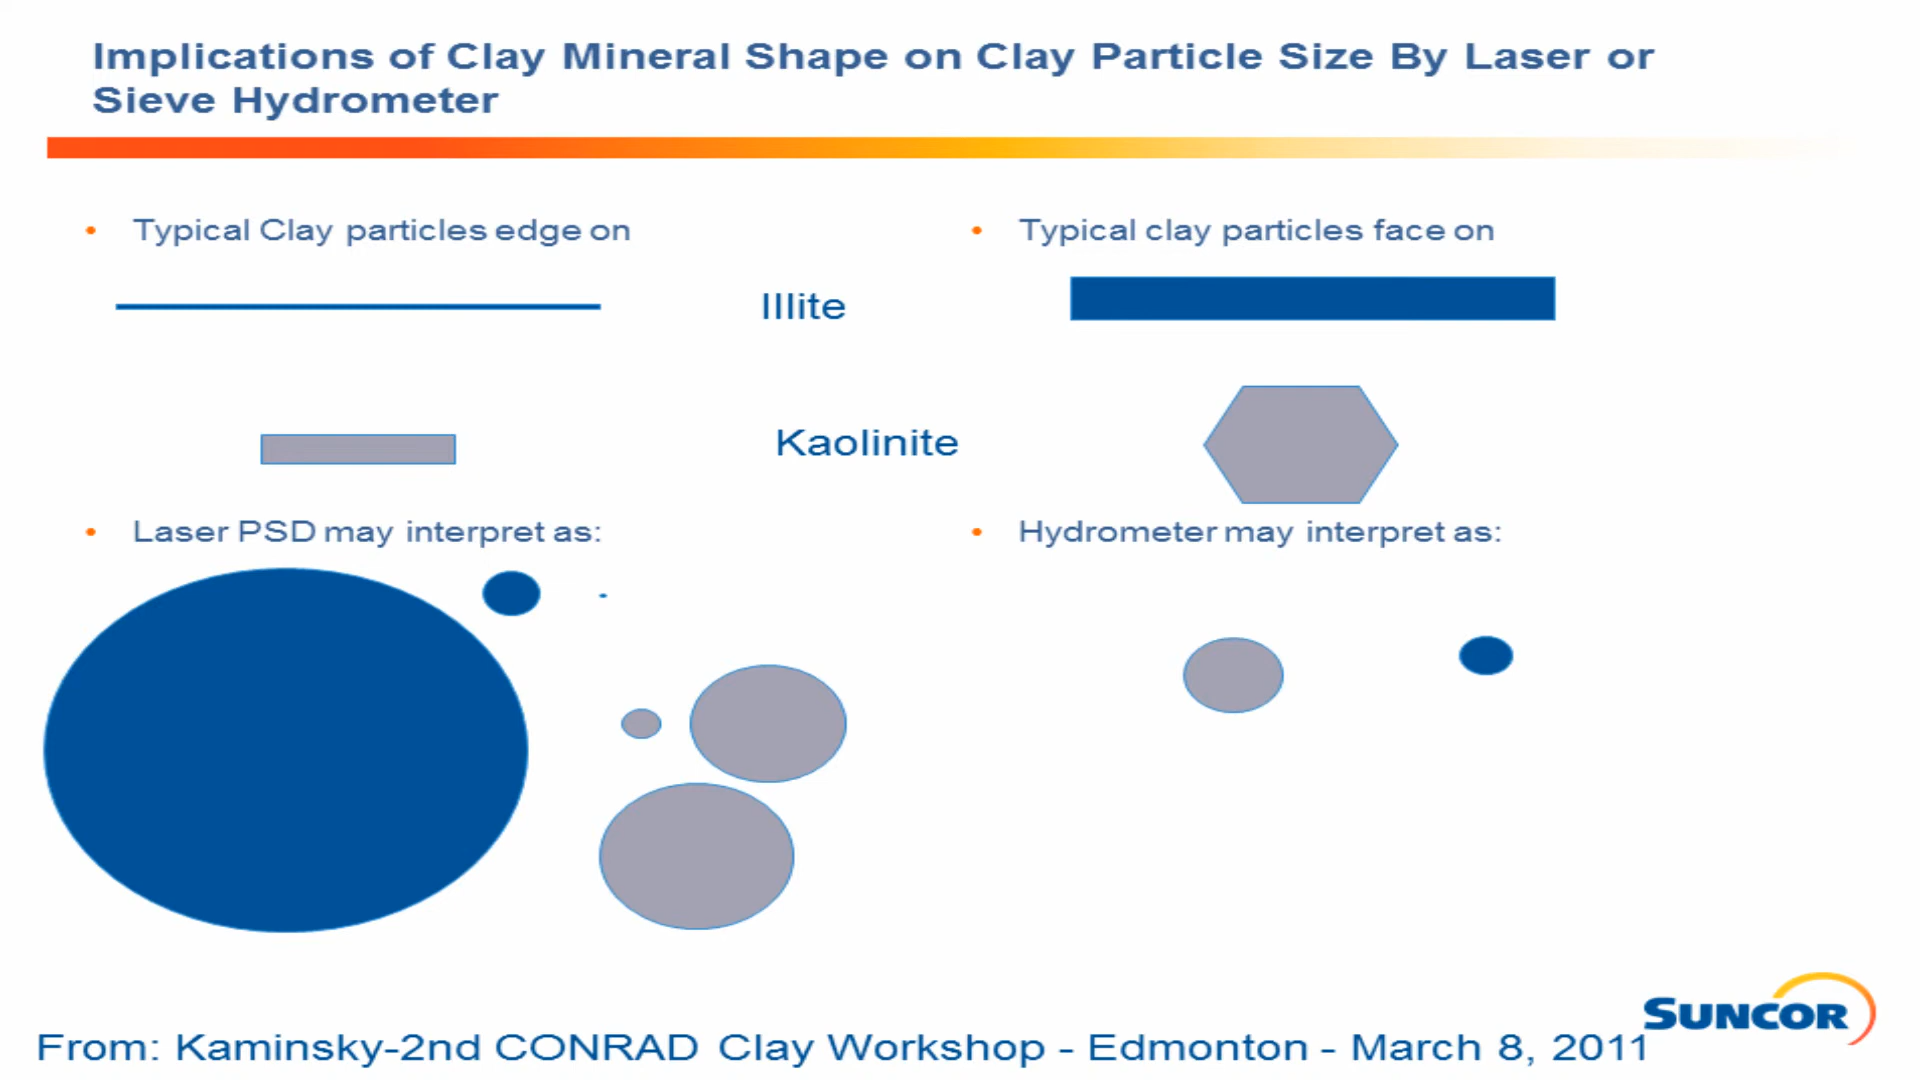 Implications of Clay Mineral Shape on Clay Particle Size By Laser or
Sieve Hydrometer
• Typical Clay particles edge on
• Typical clay particles face on
Illite
Kaolinite
• Laser PSD may interpret as:
• Hydrometer may interpret as:
SUNCOR
From: Kaminsky-2nd CONRAD Clay Workshop - Edmonton - March 8, 2011